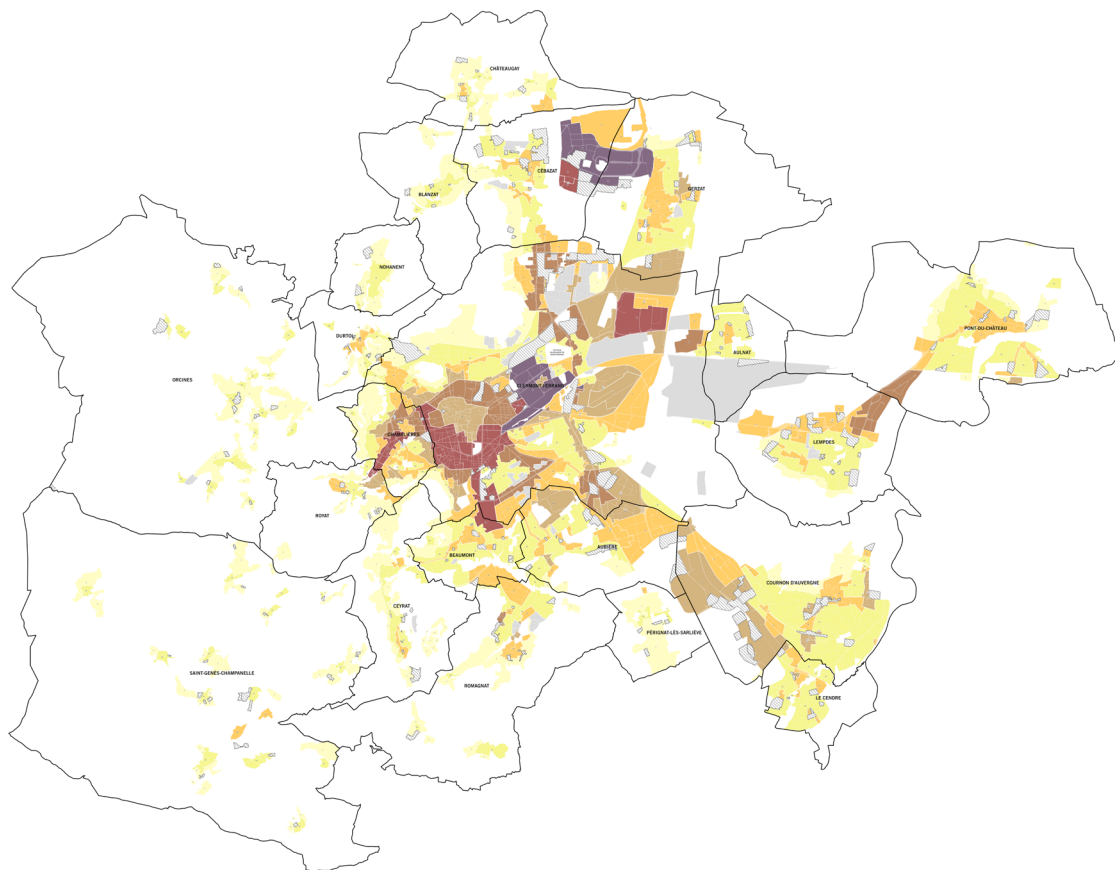 CHÂTEAUGAY
CÉBAZAT
BLANZAT
GERZAT
NOHANENT
DURTOL
PONT-DU-CHÂTEAU
AULNAT
ORCINES
CLERMONT-FERRAND
CHAMALIÈRES
LEMPDES
ROYAT
BEAUMONT
AUBIÈRE
COURNON D'AUVERGNE
CEYRAT
PÉRIGNAT-LÈS-SARLIÈVE
SAINT-GENÈS-CHAMPANELLE
ROMAGNAT
LE CENDRE